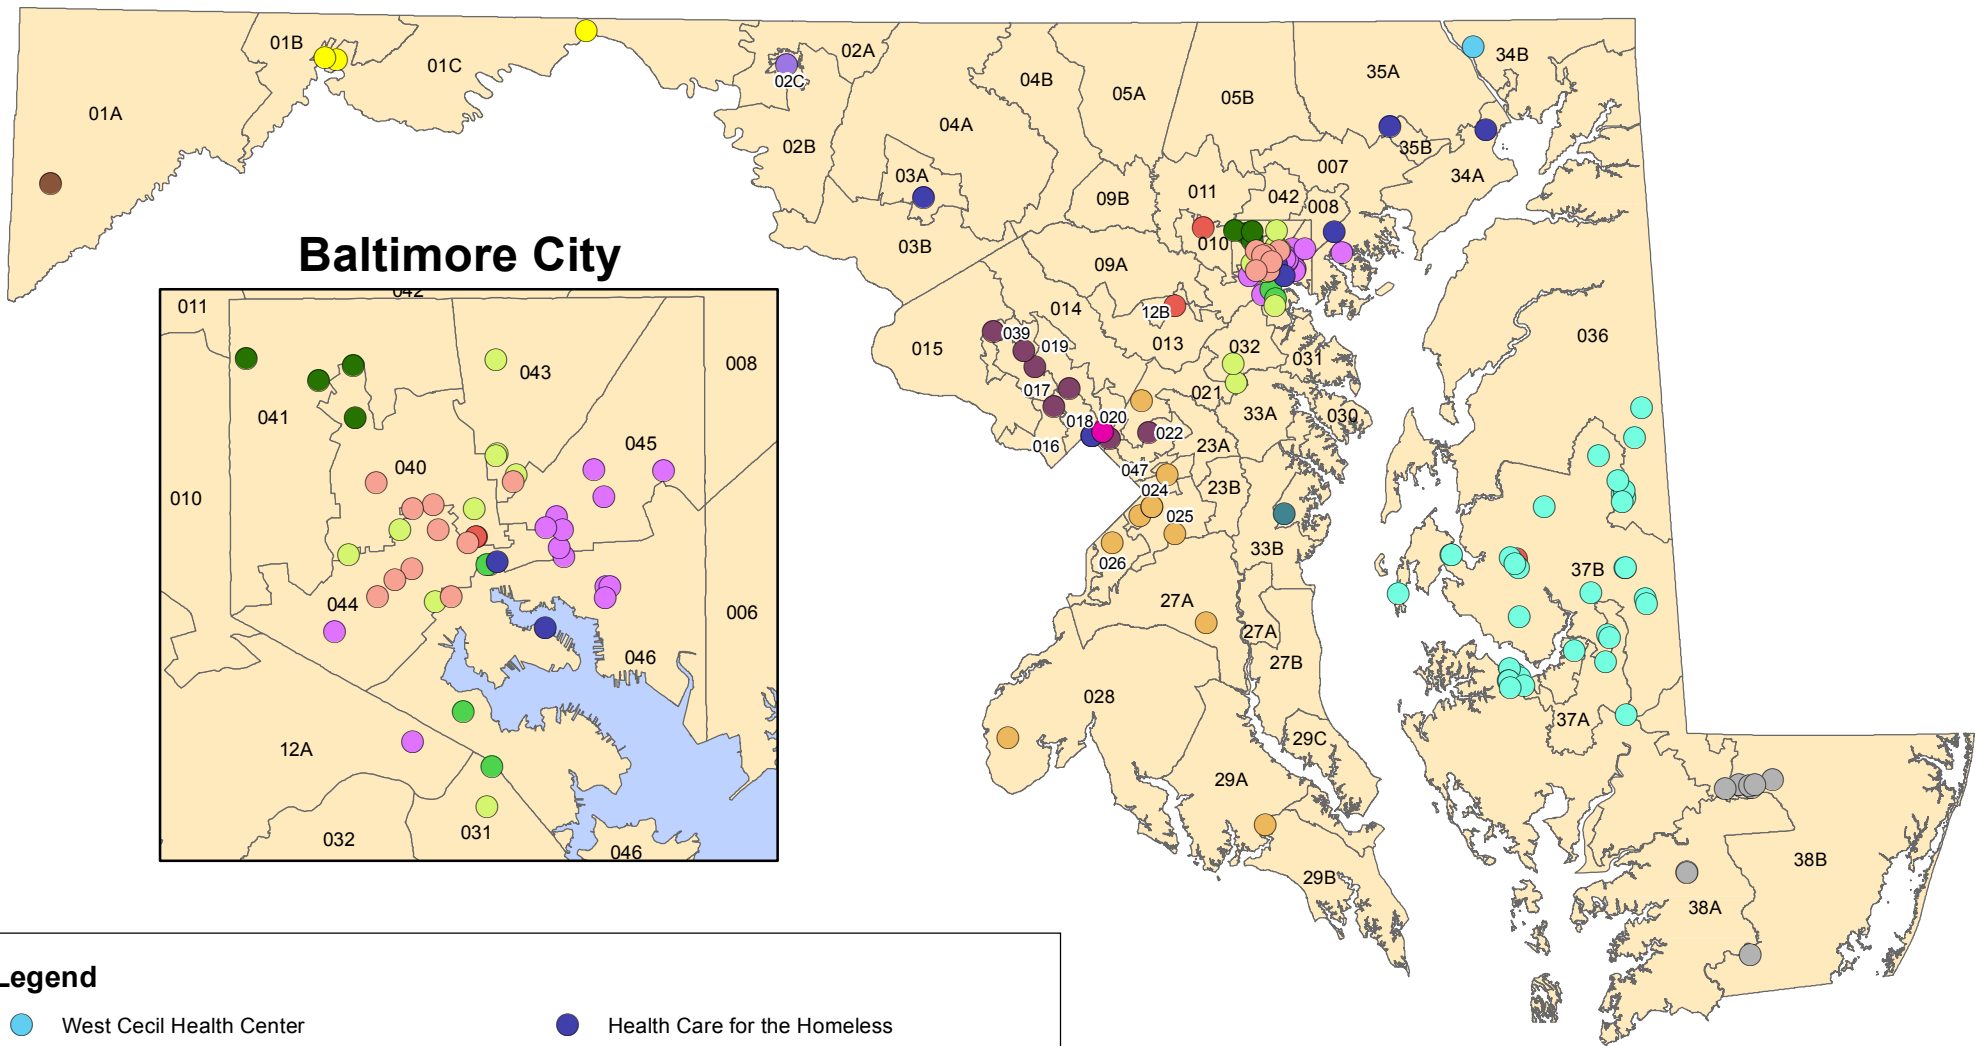 01B
02A
34B
01C
02C
04B
35A
05A
05B
01A
04A
02B
35B
007
03A
34A
011
09B
042
008
Baltimore City
010
03B
09A
011
042
014
12B
039
036
015
019
013
032
031
008
043
017
021
041
33A
030
018
020
022
045
016
23A
040
047
010
024
23B
025
33B
026
37B
044
27A
006
27A
046
27B
028
37A
12A
29C
29A
032
031
046
38B
29B
38A
Legend
West Cecil Health Center
Health Care for the Homeless